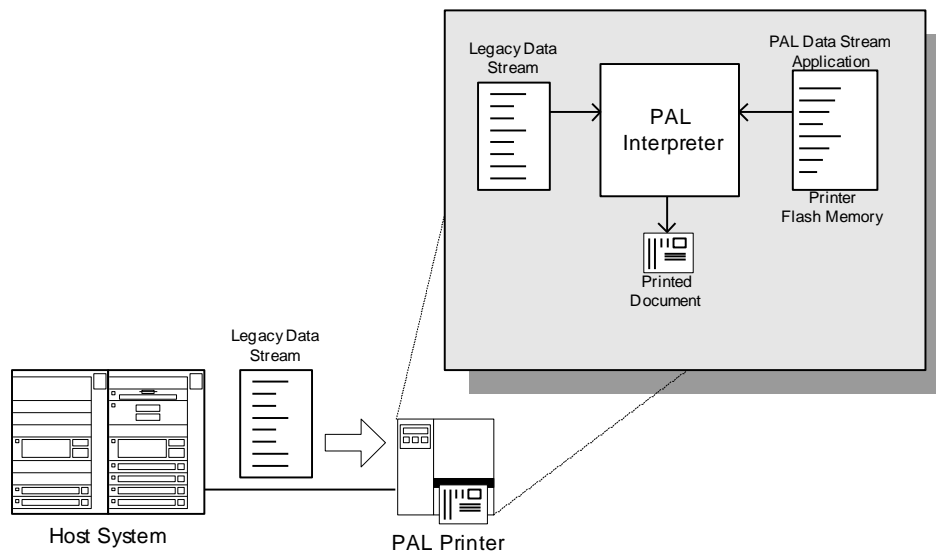 Legacy Data
Stream
PAL Data Stream
Application
PAL
Interpreter
Printer
Flash Memory
Printed
Document
Legacy Data
Stream
Host System
PAL Printer